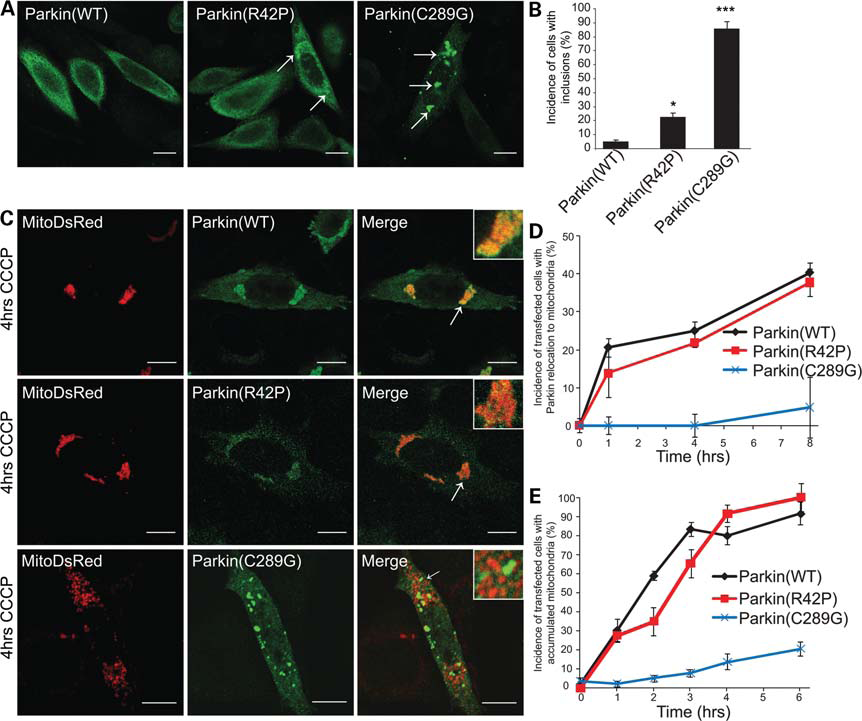 A
Parkin(WT)
Parkin(R42P)
Parkin(C289G)
B
Incidence of cells with
inclusions (%)
100
90
80
70
60
50
40
30
20
10
0
***
*
Parkin(WT)
Parkin(R42P)
Parkin(C289G)
C
4hrs CCCP
MitoDsRed
Parkin(WT)
Merge
4hrs CCCP
MitoDsRed
Parkin(R42P)
Merge
4hrs CCCP
MitoDsRed
Parkin(C289G)
Merge
D
Incidence of transfected cells with
Parkin relocation to mitochondria (%)
50
40
30
20
10
0
Parkin(WT)
Parkin(R42P)
Parkin(C289G)
0 1 2 3 4 5 6 7 8
Time (hrs)
E
Incidence of transfected cells with
accumulated mitochondria (%)
100
90
80
70
60
50
40
30
20
10
0
Parkin(WT)
Parkin(R42P)
Parkin(C289G)
0 1 2 3 4 5 6
Time (hrs)